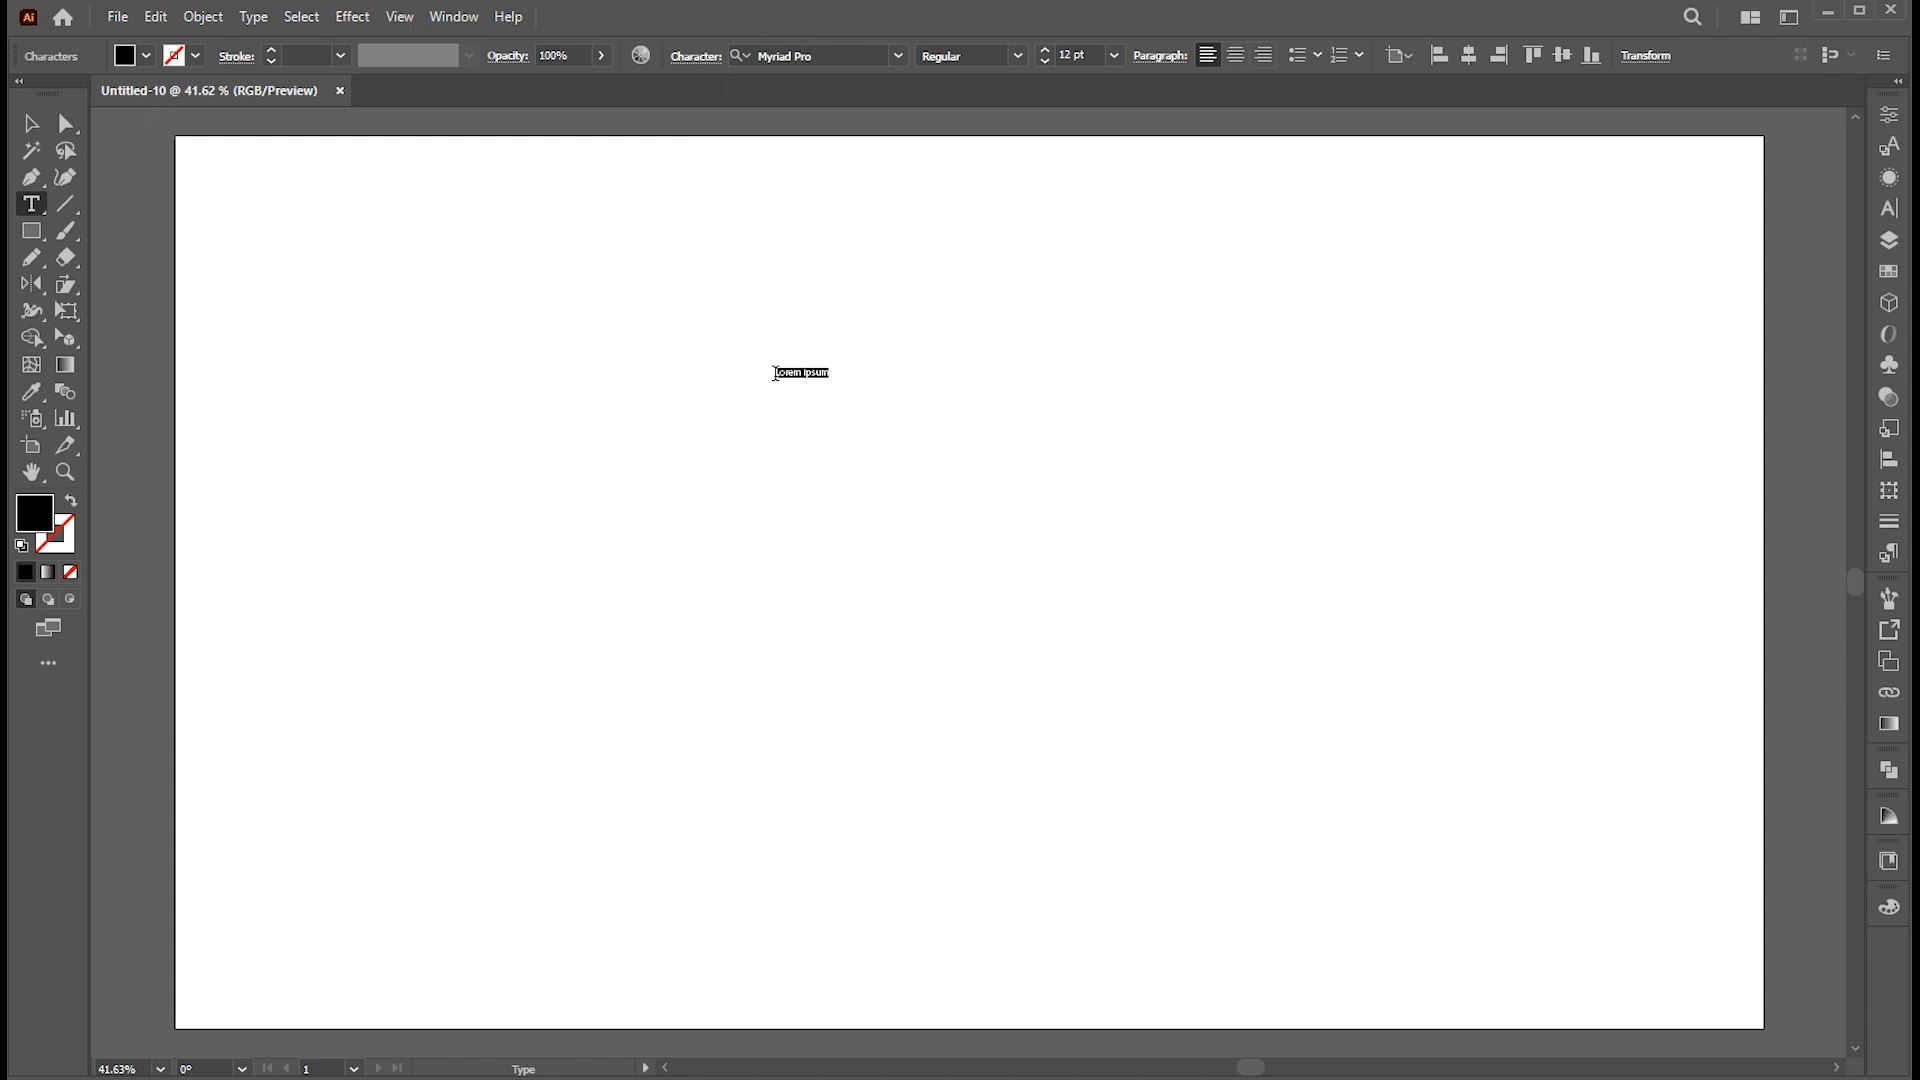 Ai File Edit Object Type Select Effect View Window Help
Characters Stroke: Opacity: 100% Character: Myriad Pro Regular 12 pt Paragraph: Transform
Untitled-10 @ 41.62 % (RGB/Preview)
Lorem ipsum
41.63% 0° 1 Type